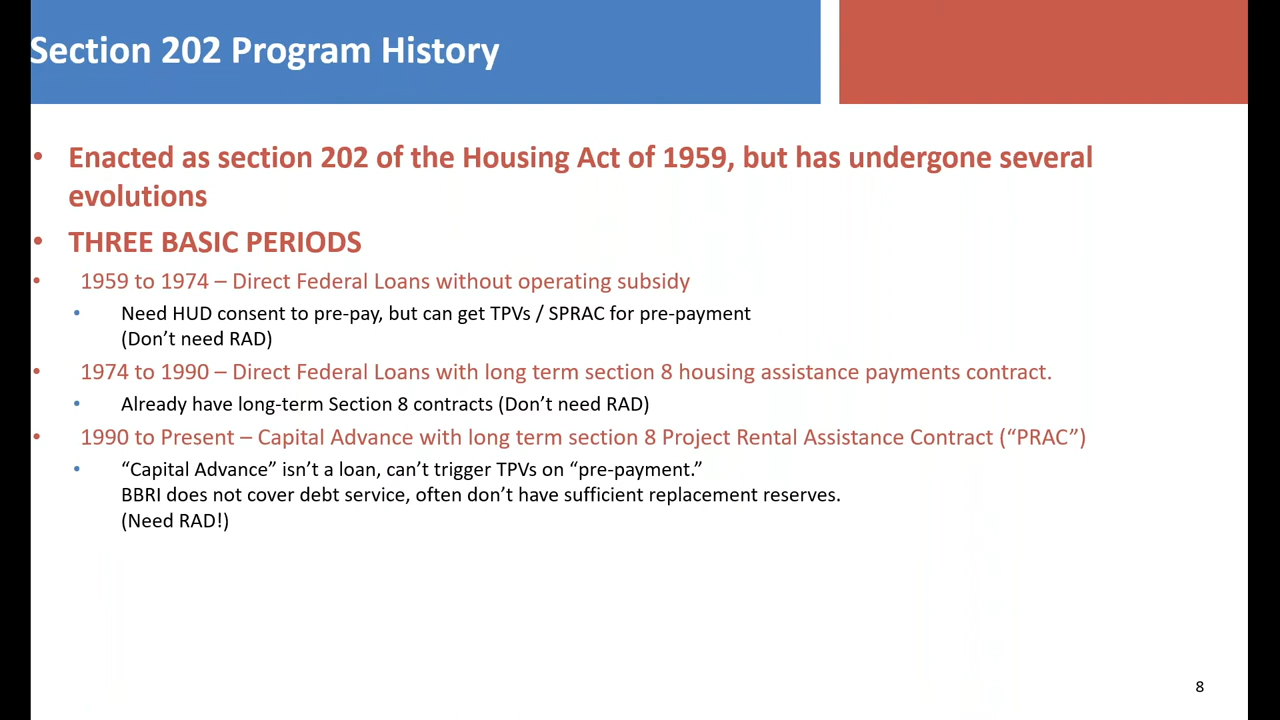 Section 202 Program History
• Enacted as section 202 of the Housing Act of 1959, but has undergone several
evolutions
• THREE BASIC PERIODS
• 1959 to 1974 – Direct Federal Loans without operating subsidy
• Need HUD consent to pre-pay, but can get TPVs / SPRAC for pre-payment
(Don’t need RAD)
• 1974 to 1990 – Direct Federal Loans with long term section 8 housing assistance payments contract.
• Already have long-term Section 8 contracts (Don’t need RAD)
• 1990 to Present – Capital Advance with long term section 8 Project Rental Assistance Contract (“PRAC”)
• “Capital Advance” isn’t a loan, can’t trigger TPVs on “pre-payment.”
BBRI does not cover debt service, often don’t have sufficient replacement reserves.
(Need RAD!)
8